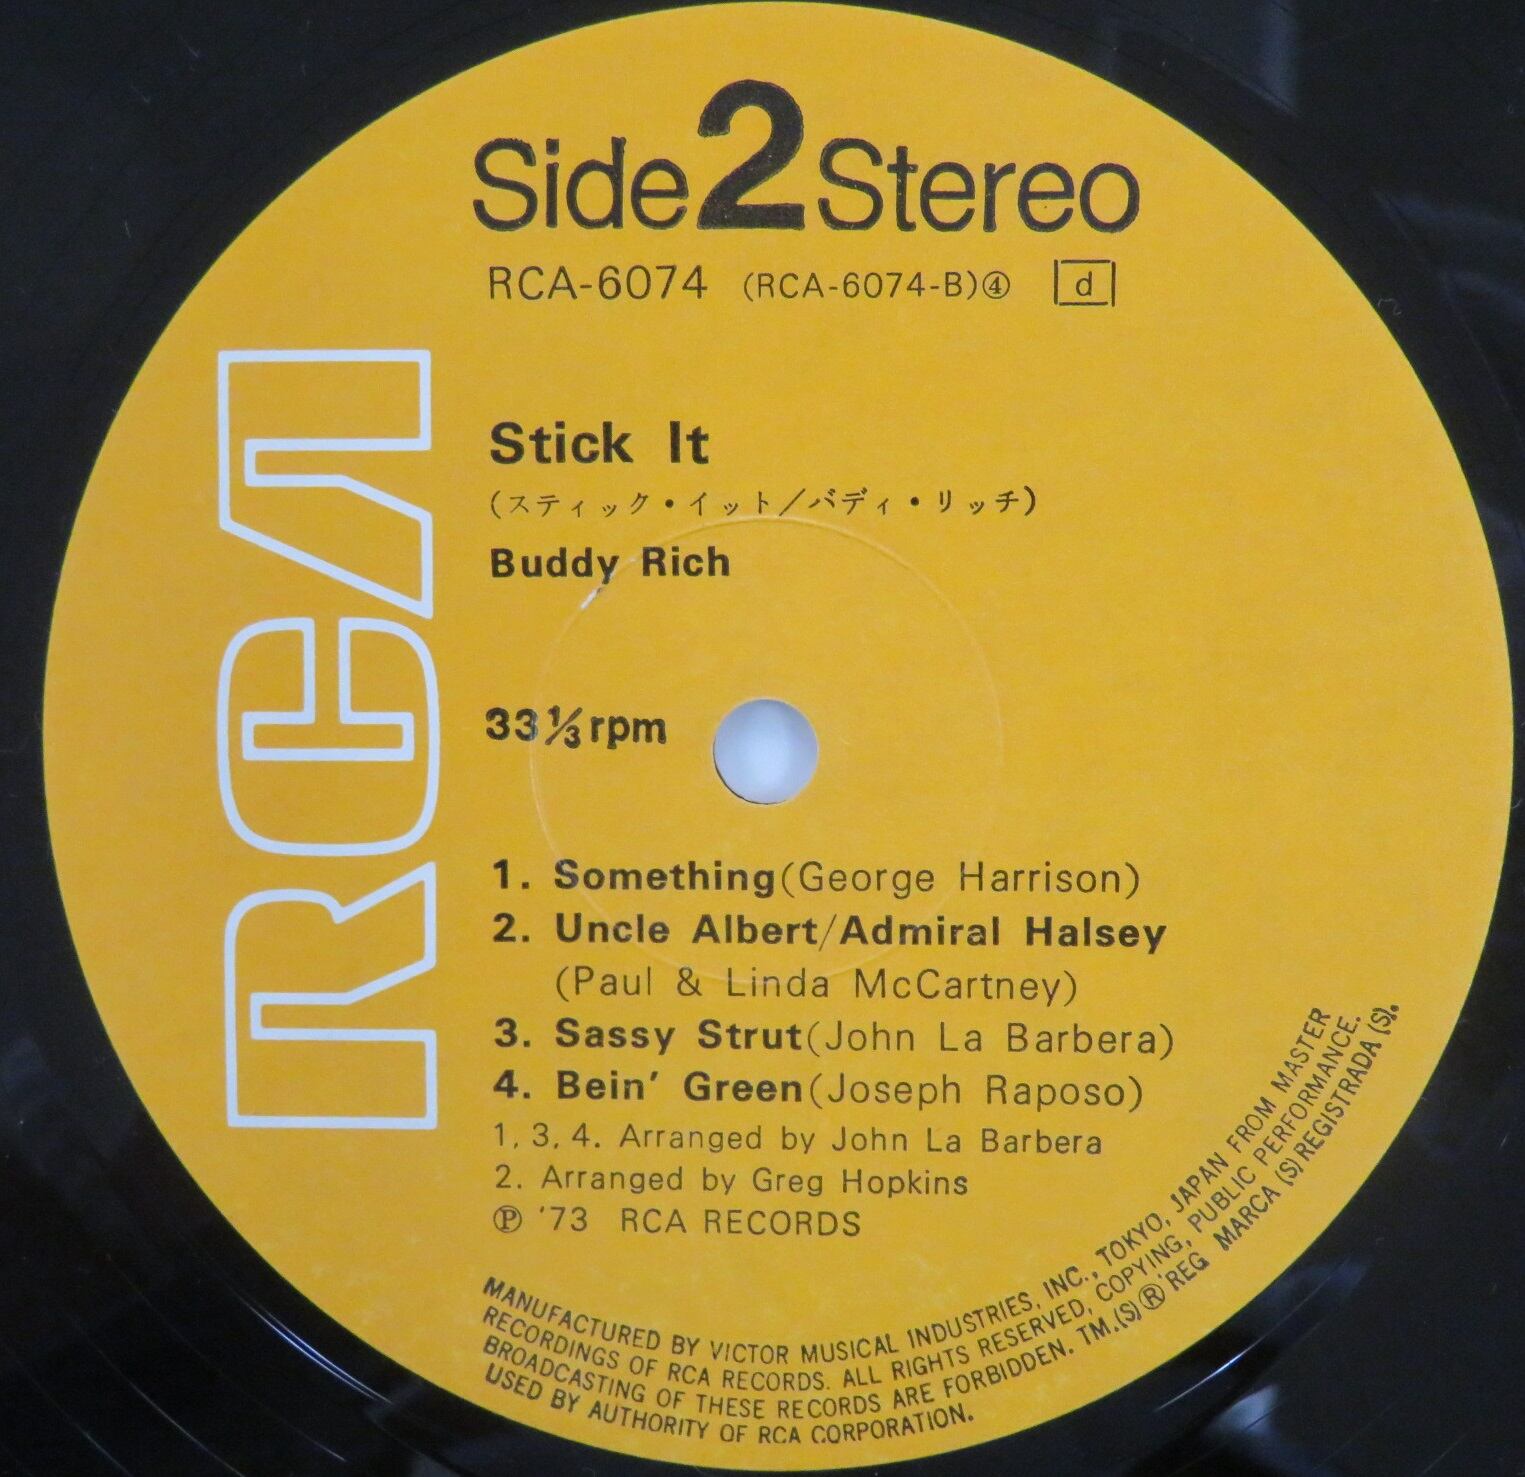 Side 2 Stereo
RCA-6074 (RCA-6074-B)④ d
RCA
Stick It
(スティック・イット/バディ・リッチ)
Buddy Rich
33⅓ rpm
1. Something(George Harrison)
2. Uncle Albert/Admiral Halsey
(Paul & Linda McCartney)
3. Sassy Strut(John La Barbera)
4. Bein' Green(Joseph Raposo)
1, 3, 4. Arranged by John La Barbera
2. Arranged by Greg Hopkins
Ⓟ '73 RCA RECORDS
MANUFACTURED BY VICTOR MUSICAL INDUSTRIES, INC., TOKYO, JAPAN FROM MASTER
RECORDINGS OF RCA RECORDS. ALL RIGHTS RESERVED, COPYING, PUBLIC PERFORMANCE.
BROADCASTING OF THESE RECORDS ARE FORBIDDEN. TM.(S)® REG MARCA (S) REGISTRADA (S).
USED BY AUTHORITY OF RCA CORPORATION.